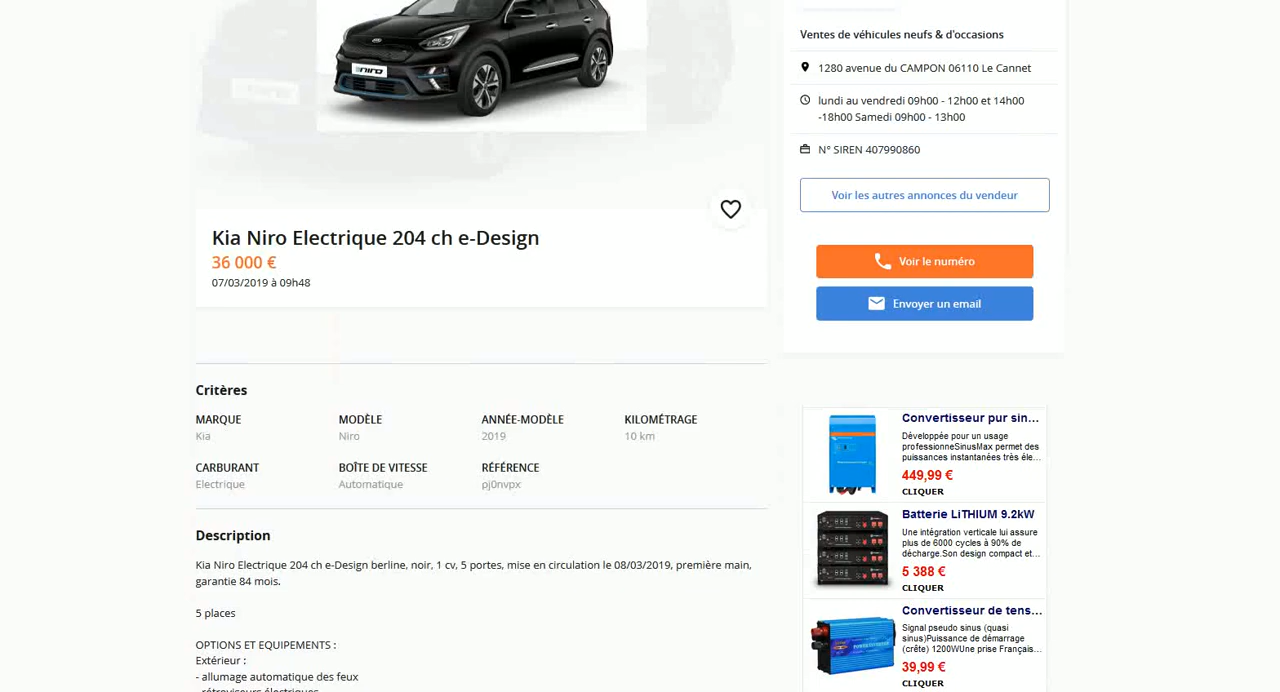 niro
Kia Niro Electrique 204 ch e-Design
36 000 €
07/03/2019 à 09h48
Critères
MARQUE MODÈLE ANNÉE-MODÈLE KILOMÉTRAGE
Kia Niro 2019 10 km
CARBURANT BOÎTE DE VITESSE RÉFÉRENCE
Electrique Automatique pj0nvpx
Description
Kia Niro Electrique 204 ch e-Design berline, noir, 1 cv, 5 portes, mise en circulation le 08/03/2019, première main,
garantie 84 mois.
5 places
OPTIONS ET EQUIPEMENTS :
Extérieur :
- allumage automatique des feux
- rétroviseurs électriques
Ventes de véhicules neufs & d'occasions
1280 avenue du CAMPON 06110 Le Cannet
lundi au vendredi 09h00 - 12h00 et 14h00
-18h00 Samedi 09h00 - 13h00
N° SIREN 407990860
Voir les autres annonces du vendeur
Voir le numéro
Envoyer un email
Convertisseur pur sin...
Développée pour un usage
professionneSinusMax permet des
puissances instantanées très éle...
449,99 €
CLIQUER
Batterie LiTHIUM 9.2kW
Une intégration verticale lui assure
plus de 6000 cycles à 90% de
décharge.Son design compact et...
5 388 €
CLIQUER
Convertisseur de tens...
Signal pseudo sinus (quasi
sinus)Puissance de démarrage
(crête) 1200WUne prise Français...
39,99 €
CLIQUER